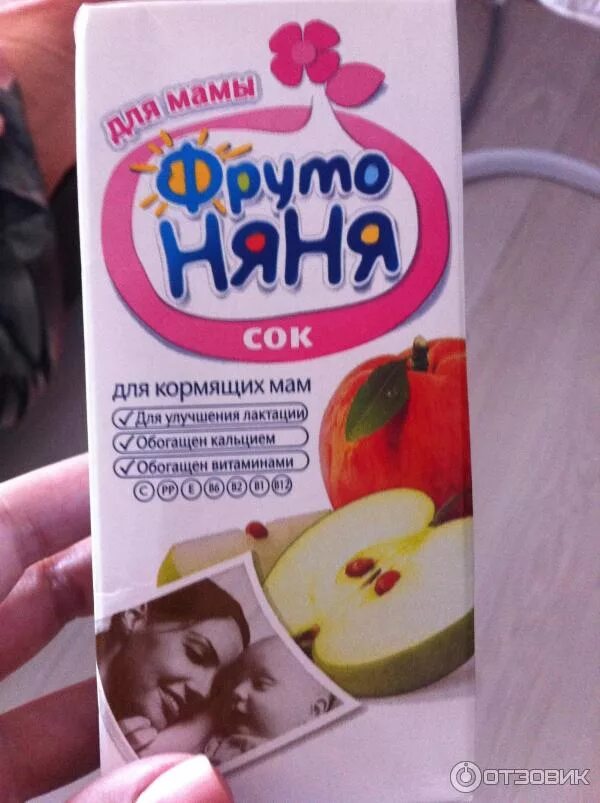 для мамы
Фруто
Няня
сок
для кормящих мам
Для улучшения лактации
Обогащен кальцием
Обогащен витаминами
C PP E B6 B2 B1 B12
ОТЗОВИК